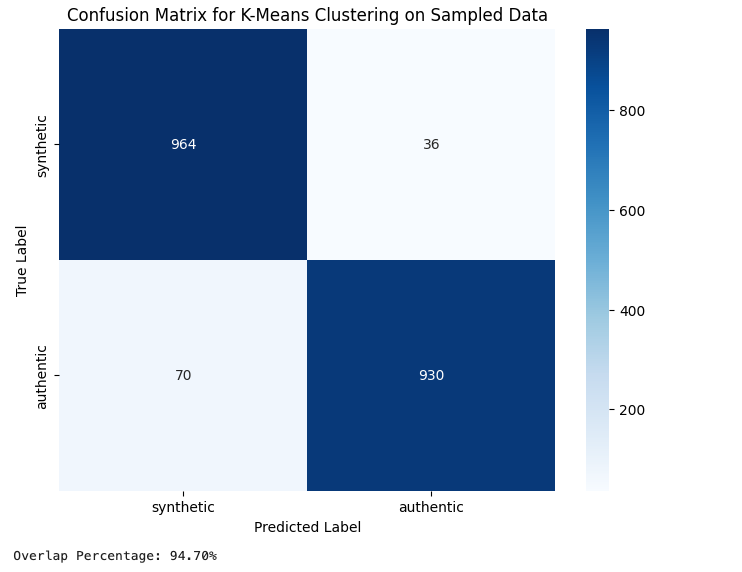 Confusion Matrix for K-Means Clustering on Sampled Data
synthetic
964
36
800
600
True Label
400
authentic
70
930
200
synthetic
authentic
Predicted Label
Overlap Percentage: 94.70%